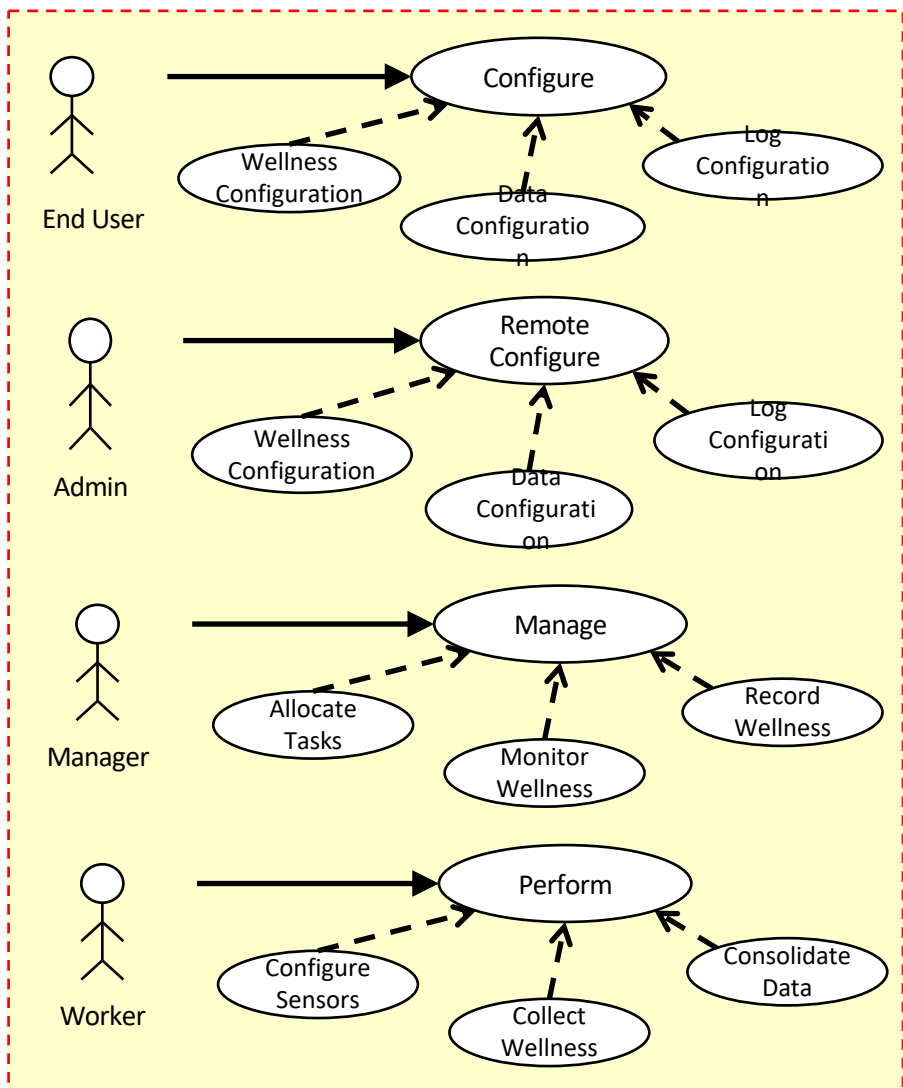 Configure
Wellness
Configuration
Log
Configuratio
n
Data
Configuratio
n
End User
Remote
Configure
Wellness
Configuration
Log
Configurati
on
Data
Configurati
on
Admin
Manage
Allocate
Tasks
Record
Wellness
Monitor
Wellness
Manager
Perform
Configure
Sensors
Consolidate
Data
Collect
Wellness
Worker